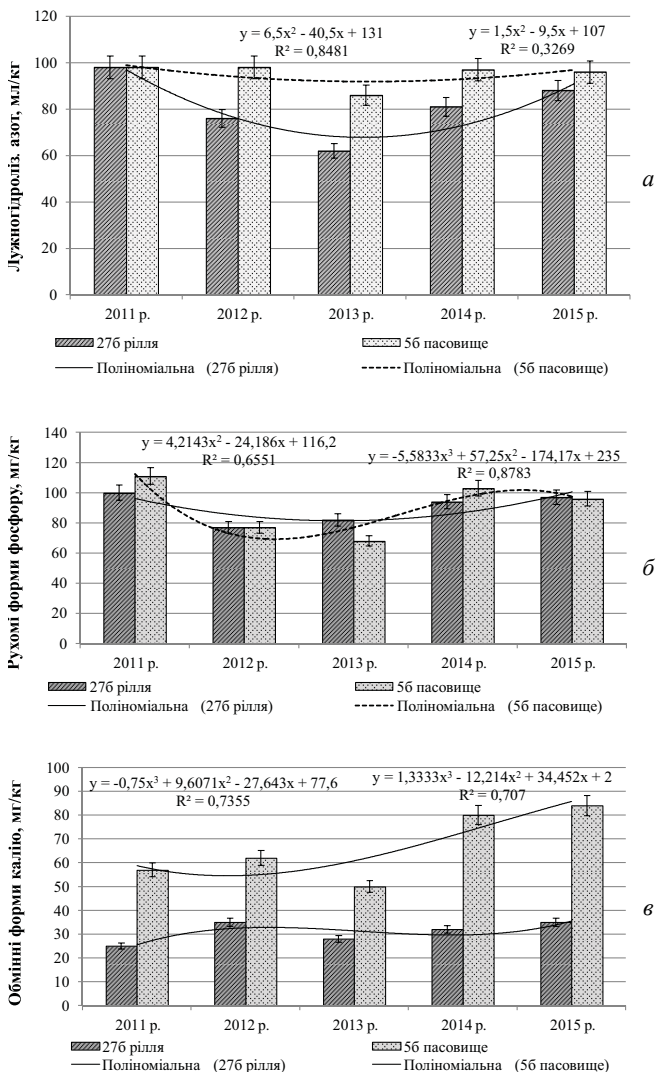 y = 6,5x² - 40,5x + 131
R² = 0,8481
y = 1,5x² - 9,5x + 107
R² = 0,3269
Лужногідроліз. азот, мл/кг
120
100
80
60
40
20
0
2011 р. 2012 р. 2013 р. 2014 р. 2015 р.
а
27б рілля 5б пасовище
Поліноміальна (27б рілля) Поліноміальна (5б пасовище)
y = 4,2143x² - 24,186x + 116,2
R² = 0,6551
y = -5,5833x³ + 57,25x² - 174,17x + 235
R² = 0,8783
Рухомі форми фосфору, мг/кг
140
120
100
80
60
40
20
0
2011 р. 2012 р. 2013 р. 2014 р. 2015 р.
б
27б рілля 5б пасовище
Поліноміальна (27б рілля) Поліноміальна (5б пасовище)
y = -0,75x³ + 9,6071x² - 27,643x + 77,6
R² = 0,7355
y = 1,3333x³ - 12,214x² + 34,452x + 2
R² = 0,707
Обмінні форми калію, мг/кг
100
90
80
70
60
50
40
30
20
10
0
2011 р. 2012 р. 2013 р. 2014 р. 2015 р.
в
27б рілля 5б пасовище
Поліноміальна (27б рілля) Поліноміальна (5б пасовище)